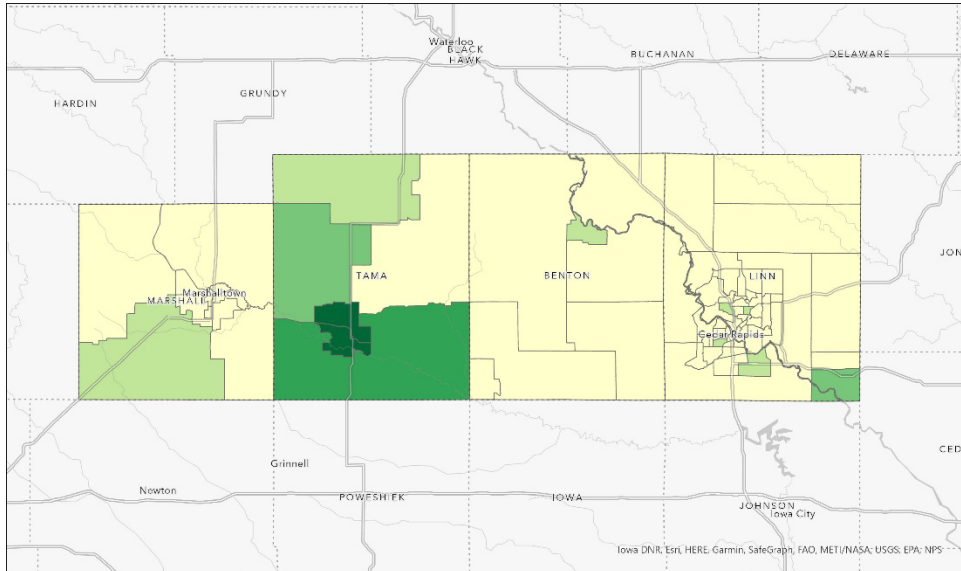 Waterloo
BLACK
HAWK
BUCHANAN
DELAWARE
HARDIN
GRUNDY
TAMA
BENTON
LINN
JON
MARSHALL
Marshalltown
Cedar Rapids
Grinnell
CED
Newton
POWESHIEK
IOWA
JOHNSON
Iowa City
Iowa DNR, Esri, HERE, Garmin, SafeGraph, FAO, METI/NASA, USGS, EPA, NPS